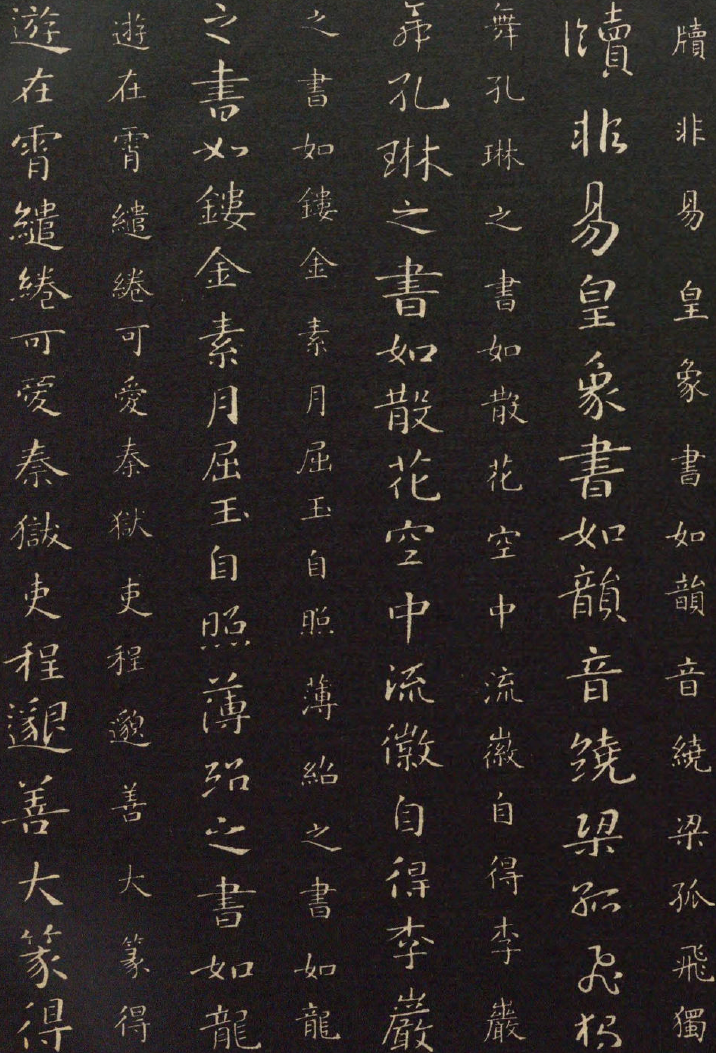 牘非易皇象書如韻音繞梁孤飛獨
牘非易皇象書如韻音繞梁孤飛獨
舞孔琳之書如散花空中流徽自得李巖
舞孔琳之書如散花空中流徽自得李巖
之書如鏤金素月屈玉自照薄紹之書如龍
之書如鏤金素月屈玉自照薄紹之書如龍
遊在霄繾綣可愛秦獄吏程邈善大篆得
遊在霄繾綣可愛秦獄吏程邈善大篆得